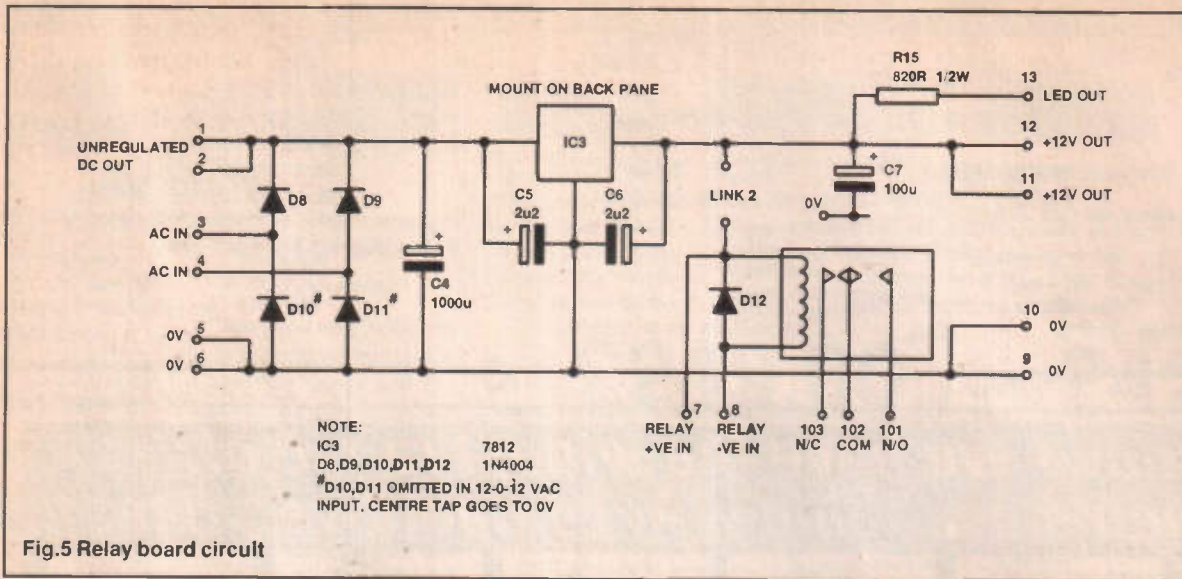 R15
820R 1/2W
13
LED OUT
MOUNT ON BACK PANE
12
+12V OUT
1
UNREGULATED
DC OUT
2
IC3
+
C7
100u
11
+12V OUT
LINK 2
0V
D8
D9
C5
2u2
+
C6
2u2
+
3
AC IN
4
AC IN
+
C4
1000u
D10#
D11#
D12
5
0V
6
0V
10
0V
9
0V
7
RELAY
+VE IN
8
RELAY
-VE IN
103
N/C
102
COM
101
N/O
NOTE:
IC3 7812
D8,D9,D10,D11,D12 1N4004
#D10,D11 OMITTED IN 12-0-12 VAC
INPUT. CENTRE TAP GOES TO 0V
Fig.5 Relay board circuit